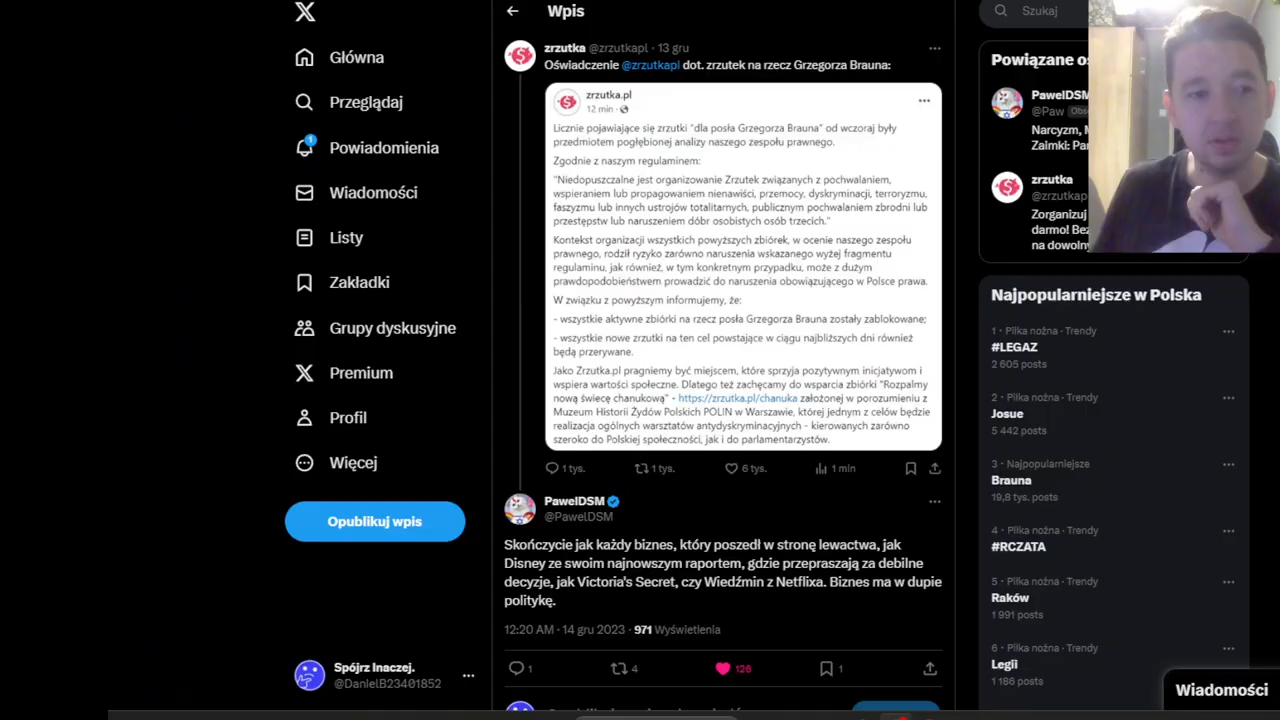 Główna
Przeglądaj
1
Powiadomienia
Wiadomości
Listy
Zakładki
Grupy dyskusyjne
Premium
Profil
Więcej
Opublikuj wpis
Spójrz Inaczej.
@DanielB23401852
Wpis
zrzutka @zrzutkapl · 13 gru
Oświadczenie @zrzutkapl dot. zrzutek na rzecz Grzegorza Brauna:
zrzutka.pl
12 min ·
Licznie pojawiające się zrzutki "dla posła Grzegorza Brauna" od wczoraj były
przedmiotem pogłębionej analizy naszego zespołu prawnego.
Zgodnie z naszym regulaminem:
"Niedopuszczalne jest organizowanie Zrzutek związanych z pochwalaniem,
wspieraniem lub propagowaniem nienawiści, przemocy, dyskryminacji, terroryzmu,
faszyzmu lub innych ustrojów totalitarnych, publicznym pochwalaniem zbrodni lub
przestępstw lub naruszeniem dóbr osobistych osób trzecich."
Kontekst organizacji wszystkich powyższych zbiórek, w ocenie naszego zespołu
prawnego, rodził ryzyko zarówno naruszenia wskazanego wyżej fragmentu
regulaminu, jak również, w tym konkretnym przypadku, może z dużym
prawdopodobieństwem prowadzić do naruszenia obowiązującego w Polsce prawa.
W związku z powyższym informujemy, że:
- wszystkie aktywne zbiórki na rzecz posła Grzegorza Brauna zostały zablokowane;
- wszystkie nowe zrzutki na ten cel powstające w ciągu najbliższych dni również
będą przerywane.
Jako Zrzutka.pl pragniemy być miejscem, które sprzyja pozytywnym inicjatywom i
wspiera wartości społeczne. Dlatego też zachęcamy do wsparcia zbiórki "Rozpalmy
nową świecę chanukową" - https://zrzutka.pl/chanuka założonej w porozumieniu z
Muzeum Historii Żydów Polskich POLIN w Warszawie, której jednym z celów będzie
realizacja ogólnych warsztatów antydyskryminacyjnych - kierowanych zarówno
szeroko do Polskiej społeczności, jak i do parlamentarzystów.
1 tys. 1 tys. 6 tys. 1 min
PawelDSM
@PawelDSM
Skończycie jak każdy biznes, który poszedł w stronę lewactwa, jak
Disney ze swoim najnowszym raportem, gdzie przepraszają za debilne
decyzje, jak Victoria's Secret, czy Wiedźmin z Netflixa. Biznes ma w dupie
politykę.
12:20 AM · 14 gru 2023 · 971 Wyświetlenia
1 4 126 1
Szukaj
Powiązane
PawelDSM
@Paw
Narcyzm, M
Zaimki: Pa
zrzutka
@zrzutkap
Zorganizuj
darmo! Bez
na dowoln
Najpopularniejsze w Polska
1 · Piłka nożna · Trendy
#LEGAZ
2 605 posts
2 · Piłka nożna · Trendy
Josue
5 442 posts
3 · Najpopularniejsze
Brauna
19,8 tys. posts
4 · Piłka nożna · Trendy
#RCZATA
5 · Piłka nożna · Trendy
Raków
1 991 posts
6 · Piłka nożna · Trendy
Legii
1 186 posts
Wiadomości